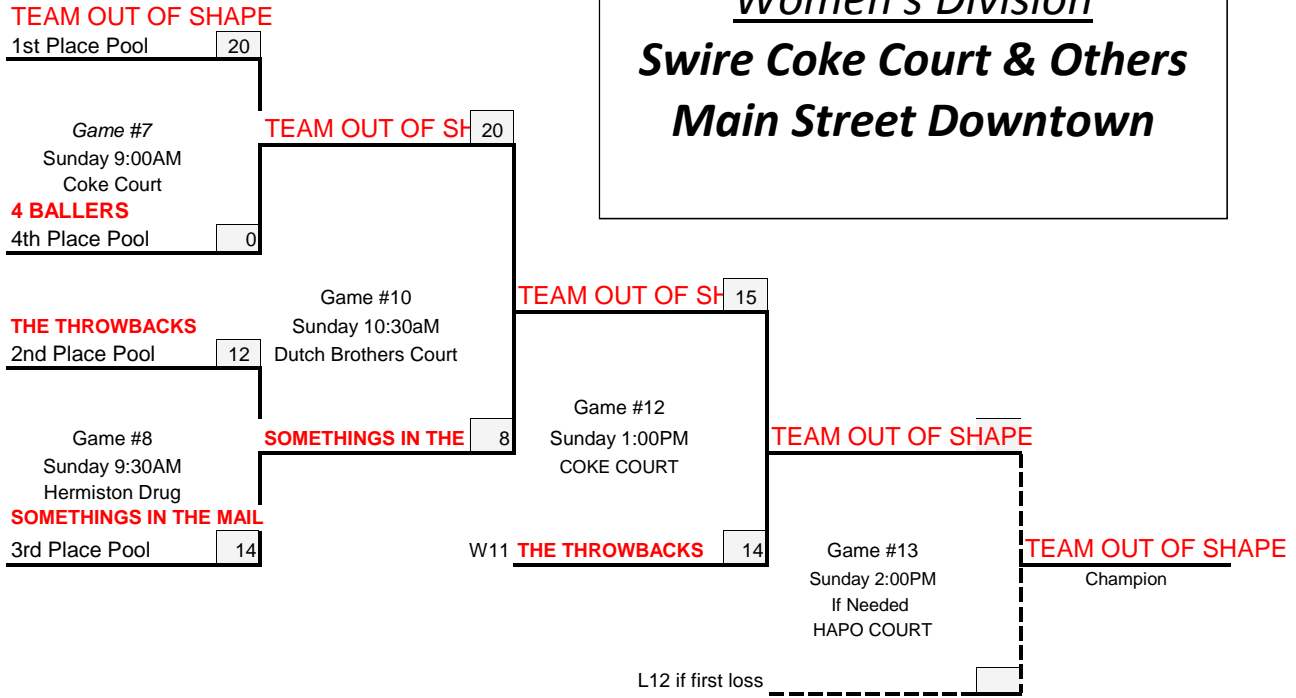 Women's Division
Swire Coke Court & Others
Main Street Downtown
TEAM OUT OF SHAPE
1st Place Pool 20
Game #7
Sunday 9:00AM
Coke Court
4 BALLERS
4th Place Pool 0
TEAM OUT OF SH 20
Game #10
Sunday 10:30aM
Dutch Brothers Court
THE THROWBACKS
2nd Place Pool 12
Game #8
Sunday 9:30AM
Hermiston Drug
SOMETHINGS IN THE MAIL
3rd Place Pool 14
SOMETHINGS IN THE 8
TEAM OUT OF SH 15
Game #12
Sunday 1:00PM
COKE COURT
W11 THE THROWBACKS 14
TEAM OUT OF SHAPE
Game #13
Sunday 2:00PM
If Needed
HAPO COURT
L12 if first loss
TEAM OUT OF SHAPE
Champion